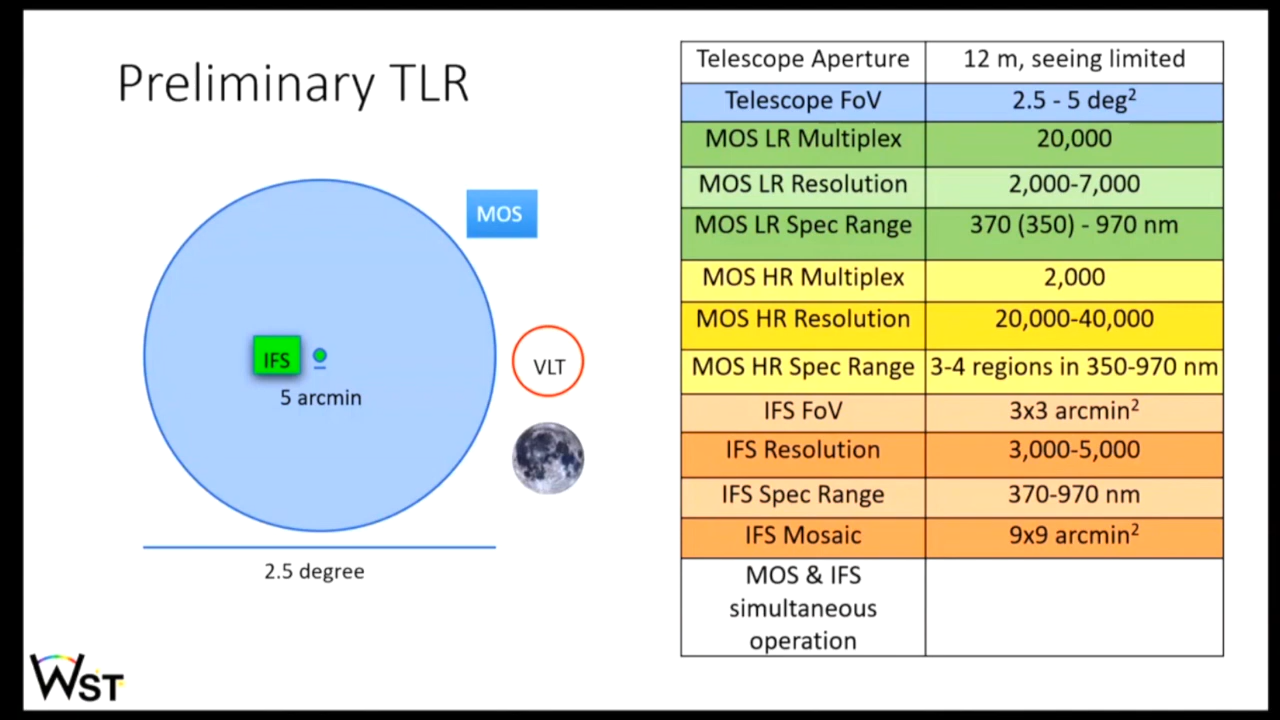 Preliminary TLR
MOS
IFS
5 arcmin
VLT
2.5 degree
WST
Telescope Aperture 12 m, seeing limited
Telescope FoV 2.5 - 5 deg²
MOS LR Multiplex 20,000
MOS LR Resolution 2,000-7,000
MOS LR Spec Range 370 (350) - 970 nm
MOS HR Multiplex 2,000
MOS HR Resolution 20,000-40,000
MOS HR Spec Range 3-4 regions in 350-970 nm
IFS FoV 3x3 arcmin²
IFS Resolution 3,000-5,000
IFS Spec Range 370-970 nm
IFS Mosaic 9x9 arcmin²
MOS & IFS
simultaneous
operation